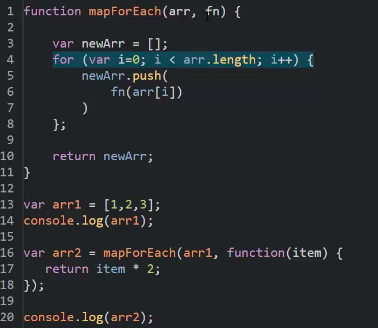 1 function mapForEach(arr, fn) {
2
3     var newArr = [];
4     for (var i=0; i < arr.length; i++) {
5         newArr.push(
6             fn(arr[i])
7         )
8     };
9
10     return newArr;
11 }
12
13 var arr1 = [1,2,3];
14 console.log(arr1);
15
16 var arr2 = mapForEach(arr1, function(item) {
17    return item * 2;
18 });
19
20 console.log(arr2);